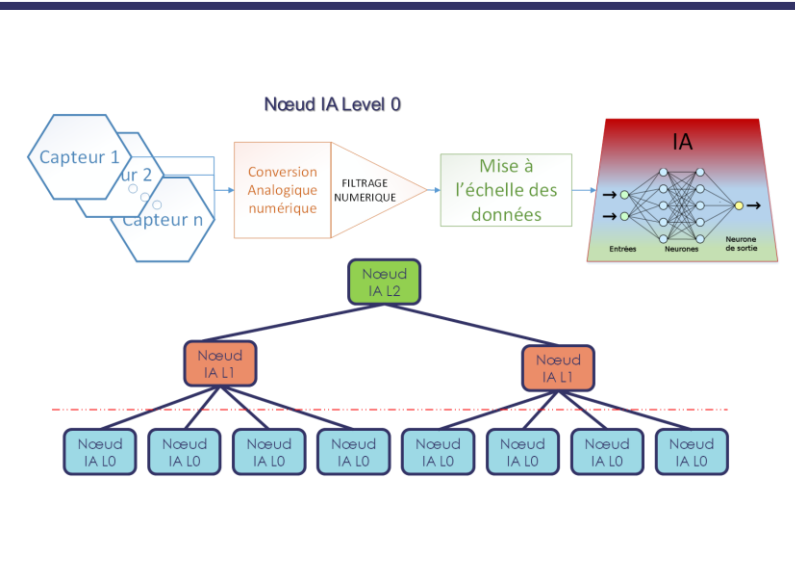 Nœud IA Level 0
Capteur 1
ur 2
Capteur n
Conversion
Analogique
numérique
FILTRAGE
NUMERIQUE
Mise à
l'échelle des
données
IA
Entrées
Neurones
Neurone
de sortie
Nœud
IA L2
Nœud
IA L1
Nœud
IA L1
Nœud
IA L0
Nœud
IA L0
Nœud
IA L0
Nœud
IA L0
Nœud
IA L0
Nœud
IA L0
Nœud
IA L0
Nœud
IA L0